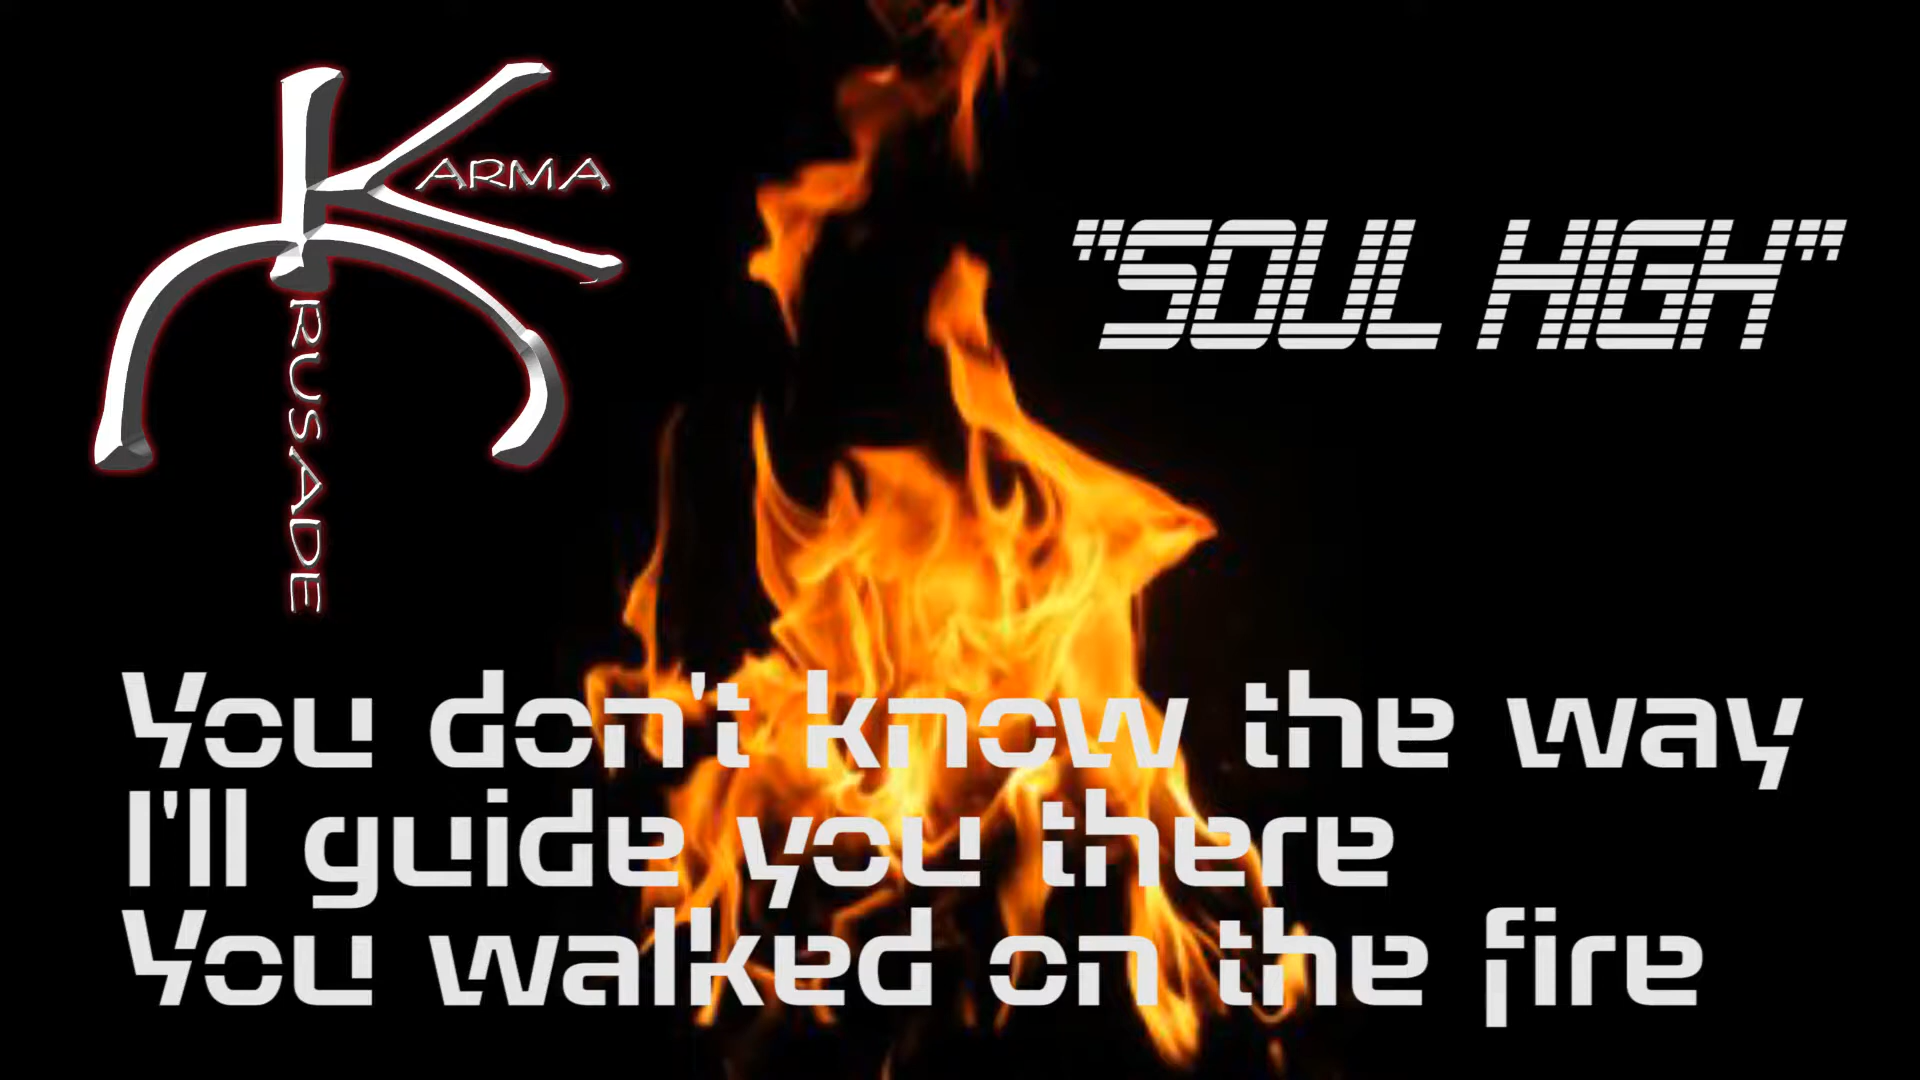 KARMA
KRUSADE
"SOUL HIGH"
You don't know the way
I'll guide you there
You walked on the fire